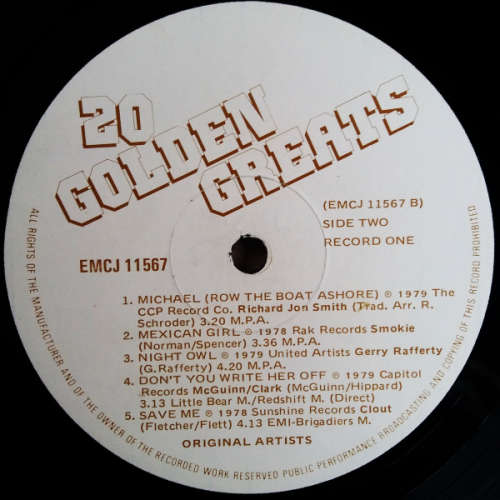 20
GOLDEN
GREATS
(EMCJ 11567 B)
SIDE TWO
RECORD ONE
EMCJ 11567
1. MICHAEL (ROW THE BOAT ASHORE) ℗ 1979 The
CCP Record Co. Richard Jon Smith (Trad. Arr. R.
Schroder) 3.20 M.P.A.
2. MEXICAN GIRL ℗ 1978 Rak Records Smokie
(Norman/Spencer) 3.36 M.P.A.
3. NIGHT OWL ℗ 1979 United Artists Gerry Rafferty
(G.Rafferty) 4.20 M.P.A.
4. DON'T YOU WRITE HER OFF ℗ 1979 Capitol
Records McGuinn/Clark (McGuinn/Hippard)
3.13 Little Bear M./Redshift M. (Direct)
5. SAVE ME ℗ 1978 Sunshine Records Clout
(Fletcher/Flett) 4.13 EMI-Brigadiers M.
ORIGINAL ARTISTS
ALL RIGHTS OF THE MANUFACTURER AND OF THE OWNER OF THE RECORDED WORK RESERVED PUBLIC PERFORMANCE BROADCASTING AND COPYING OF THIS RECORD PROHIBITED